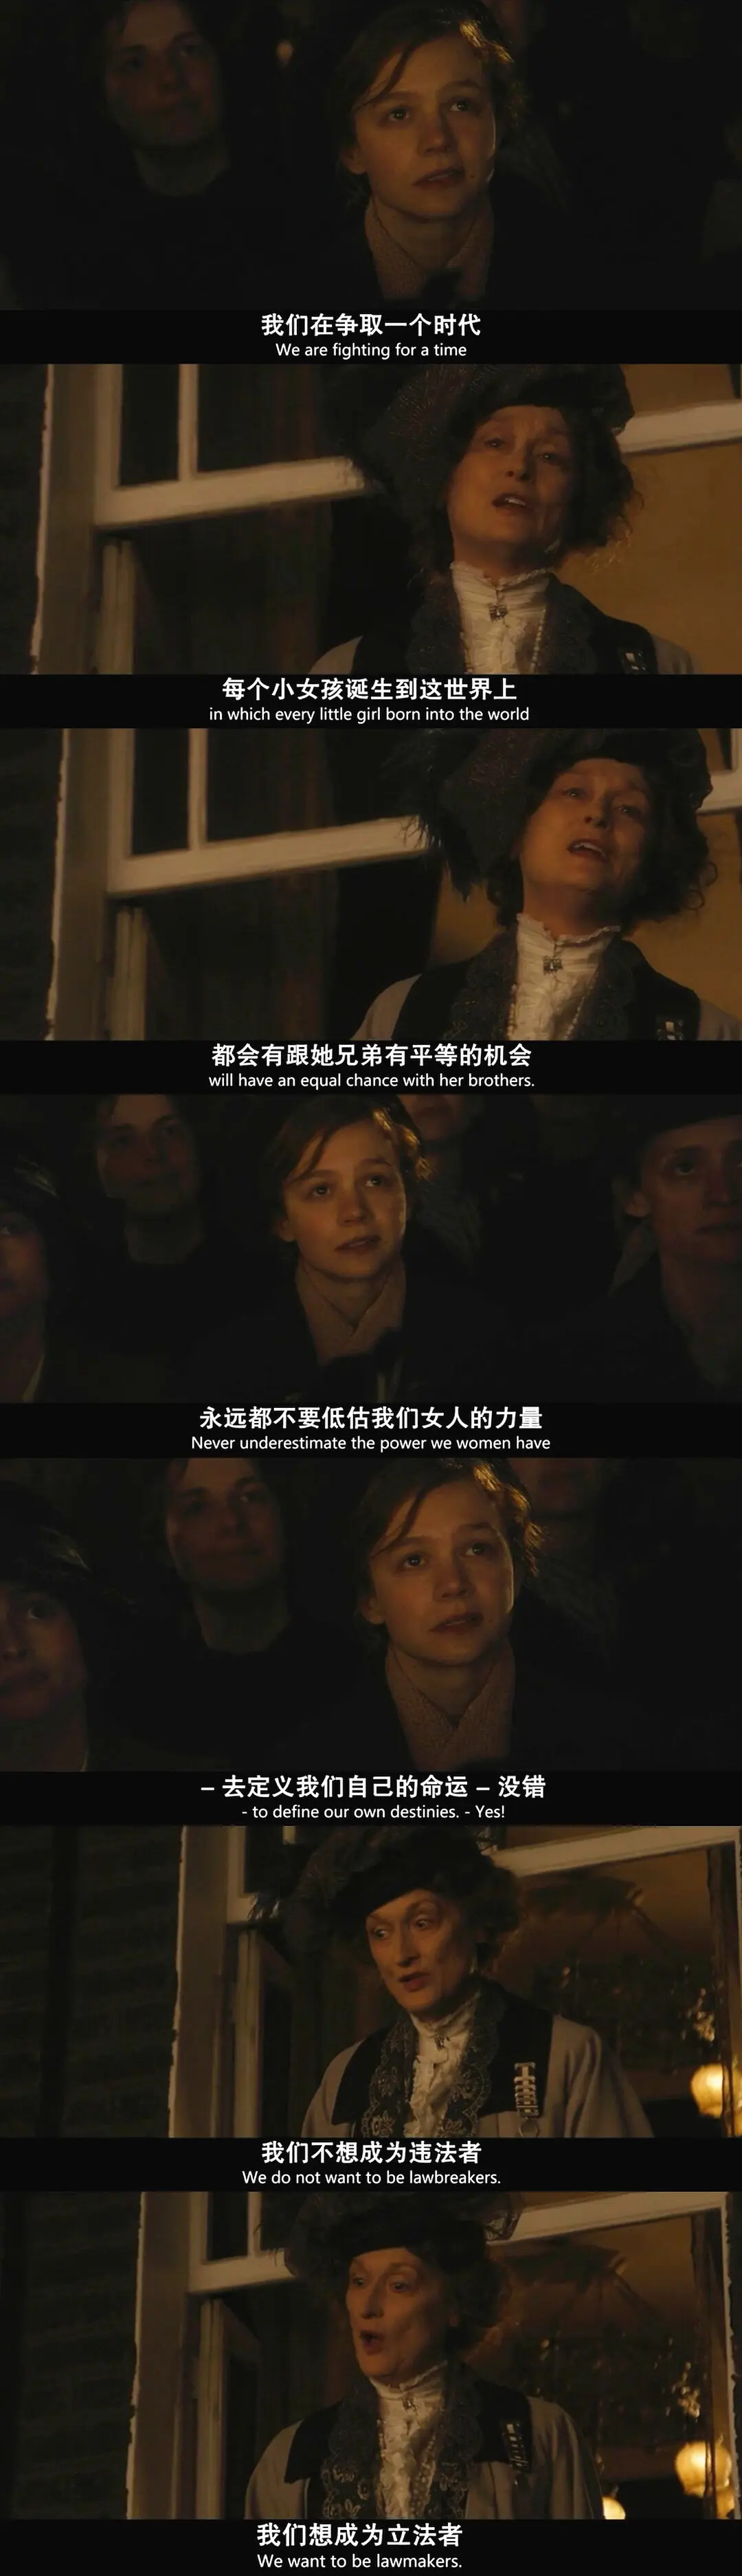 我们在争取一个时代
We are fighting for a time
每个小女孩诞生到这世界上
in which every little girl born into the world
都会有跟她兄弟有平等的机会
will have an equal chance with her brothers.
永远都不要低估我们女人的力量
Never underestimate the power we women have
– 去定义我们自己的命运 – 没错
- to define our own destinies. - Yes!
我们不想成为违法者
We do not want to be lawbreakers.
我们想成为立法者
We want to be lawmakers.